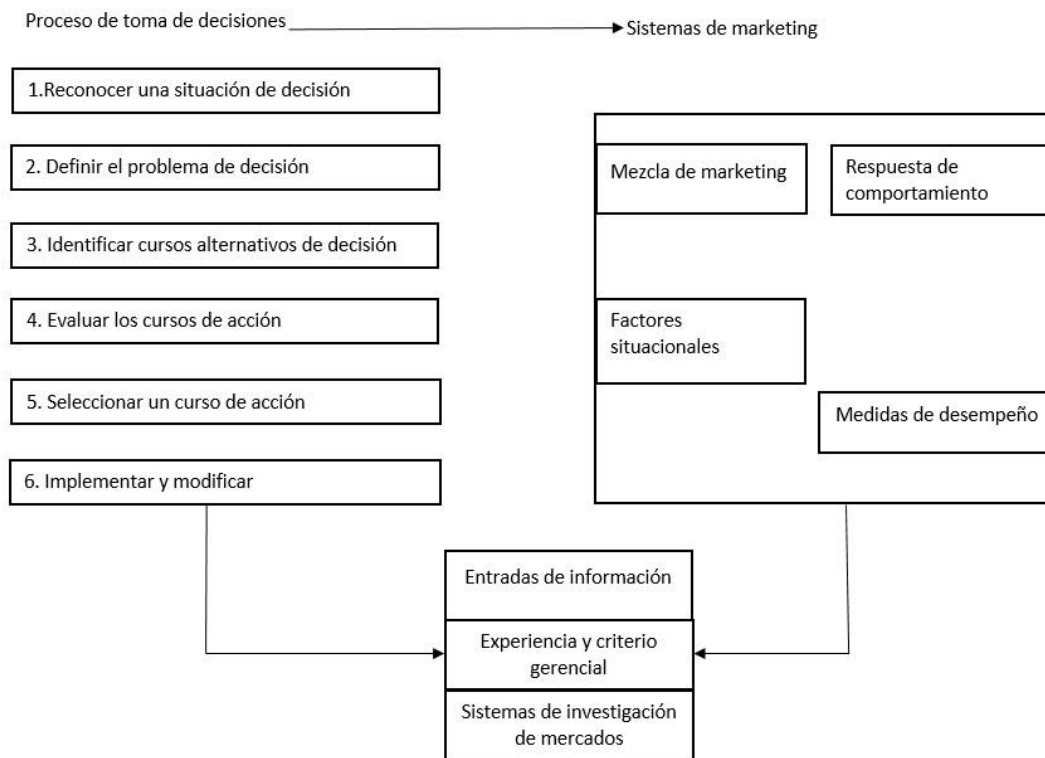 Proceso de toma de decisiones
Sistemas de marketing
1.Reconocer una situación de decisión
2. Definir el problema de decisión
3. Identificar cursos alternativos de decisión
4. Evaluar los cursos de acción
5. Seleccionar un curso de acción
6. Implementar y modificar
Mezcla de marketing
Respuesta de
comportamiento
Factores
situacionales
Medidas de desempeño
Entradas de información
Experiencia y criterio
gerencial
Sistemas de investigación
de mercados